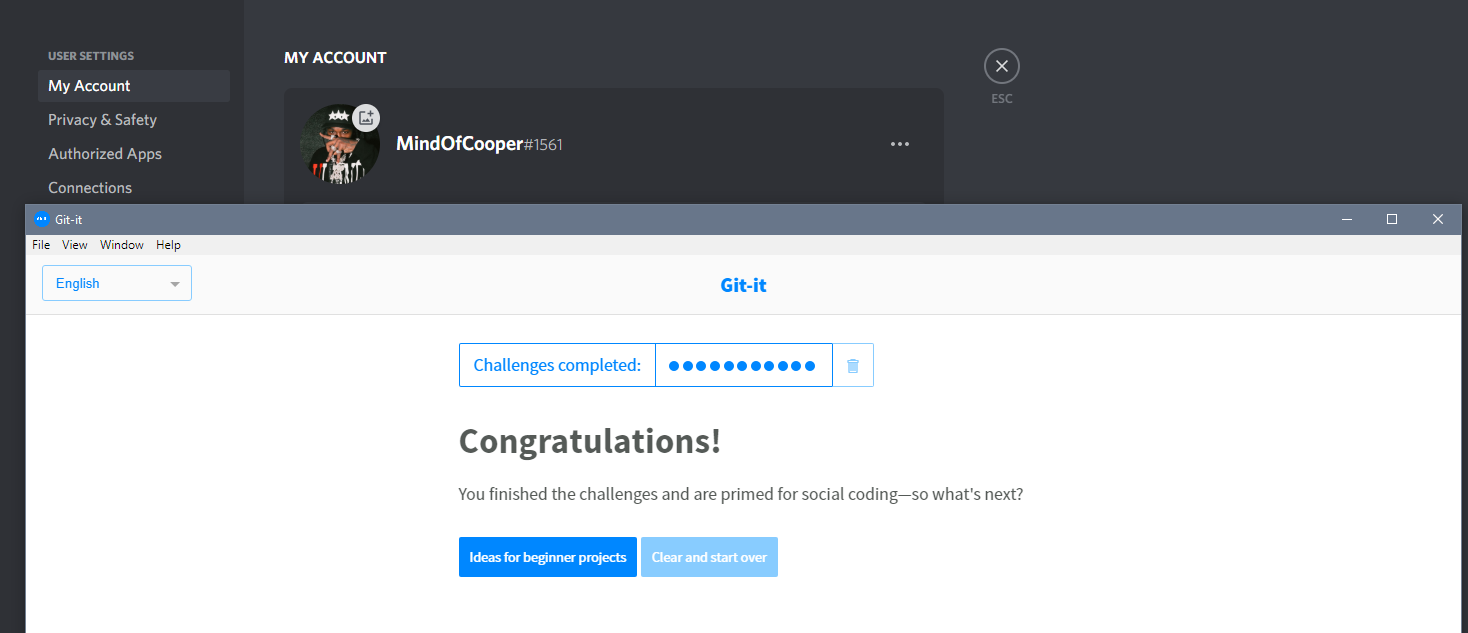 USER SETTINGS
My Account
Privacy & Safety
Authorized Apps
Connections
MY ACCOUNT
MindOfCooper#1561
ESC
Git-it
File View Window Help
English
Git-it
Challenges completed:
Congratulations!
You finished the challenges and are primed for social coding—so what's next?
Ideas for beginner projects
Clear and start over